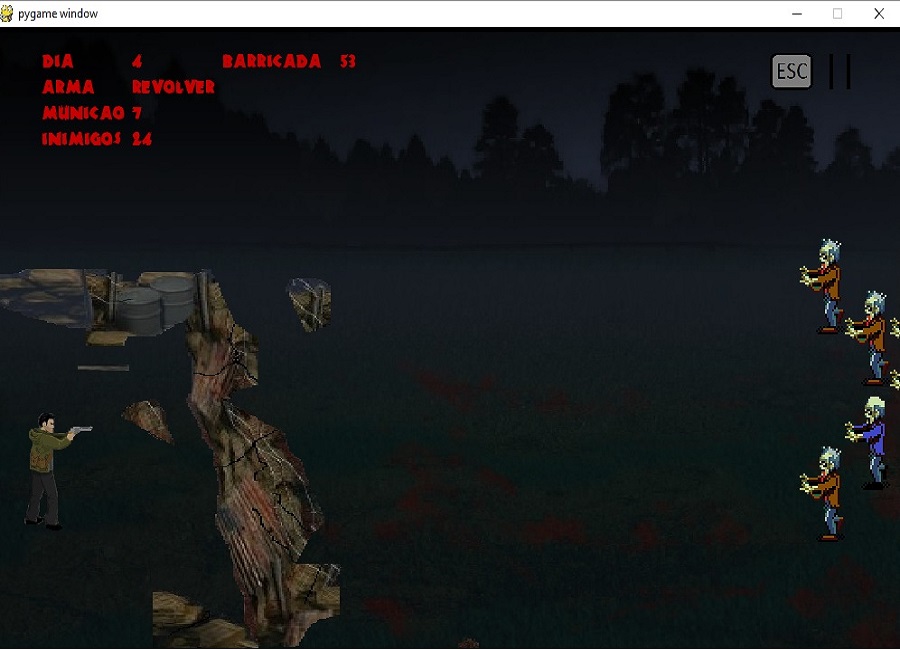 pygame window
DIA 4 BARRICADA 53
ESC
ARMA REVOLVER
MUNICAO 7
INIMIGOS 24